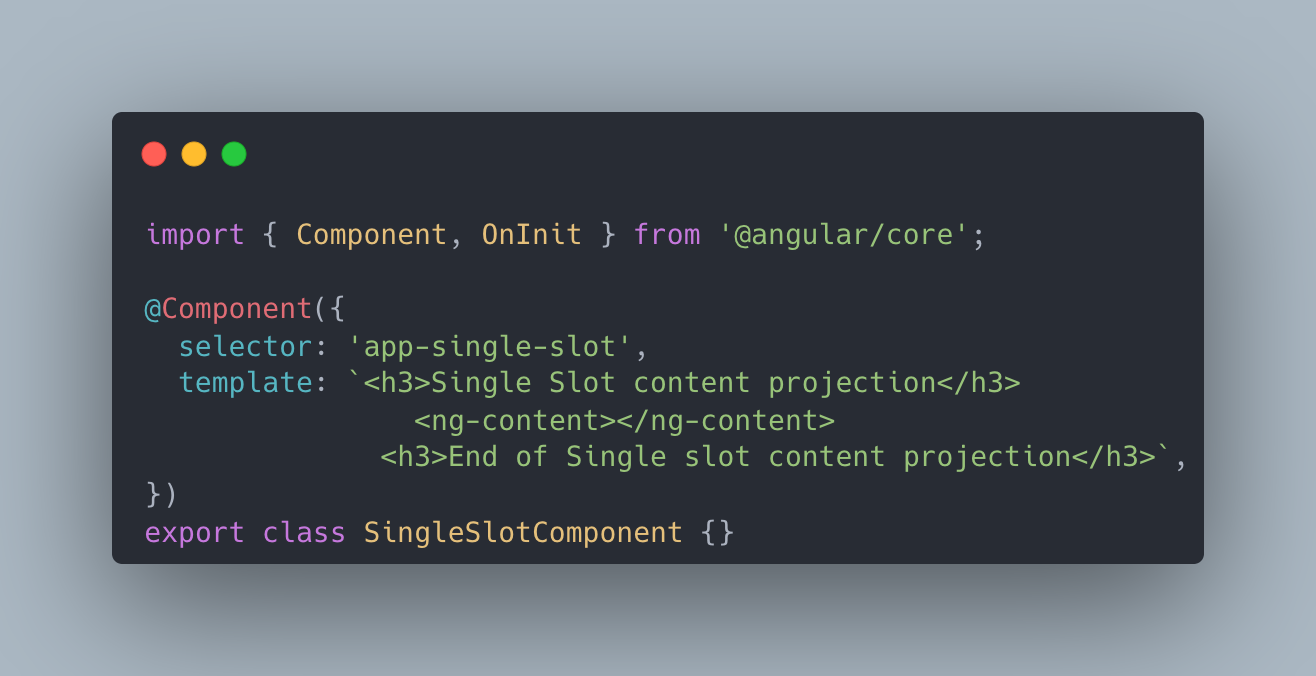 import { Component, OnInit } from '@angular/core';
@Component({
  selector: 'app-single-slot',
  template: `<h3>Single Slot content projection</h3>
                <ng-content></ng-content>
              <h3>End of Single slot content projection</h3>`,
})
export class SingleSlotComponent {}